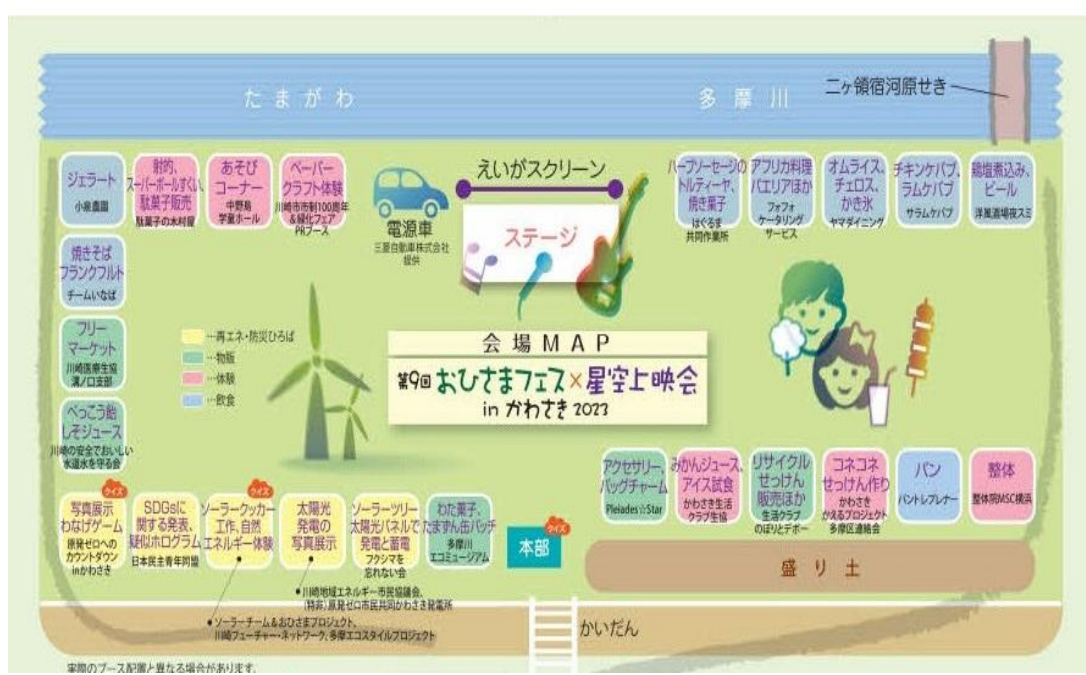 たまがわ
多摩川
二ヶ領宿河原せき
ジェラート
小泉農園
射的、
スーパーボールすくい、
駄菓子販売
駄菓子の木村屋
あそび
コーナー
中野島
学童ホール
ペーパー
クラフト体験
川崎市市制100周年
&緑化フェア
PRブース
電源車
三菱自動車株式会社
提供
えいがスクリーン
ステージ
ハーブソーセージの
トルティーヤ、
焼き菓子
はぐるま
共同作業所
アフリカ料理
パエリアほか
フォフォ
ケータリング
サービス
オムライス、
チュロス、
かき氷
ヤマダイニング
チキンケバブ、
ラムケバブ
サラムケバブ
鶏塩煮込み、
ビール
洋風酒場夜スミ
焼きそば
フランクフルト
チームいなば
フリー
マーケット
川崎医療生協
溝ノ口支部
べっこう飴
しそジュース
川崎の安全でおいしい
水道水を守る会
…再エネ・防災ひろば
…物販
…体験
…飲食
会場MAP
第9回 おひさまフェス×星空上映会
in かわさき 2023
クイズ
写真展示
わなげゲーム
原発ゼロへの
カウントダウン
inかわさき
SDGsに
関する発表、
疑似ホログラム
日本民主青年同盟
クイズ
ソーラークッカー
工作、自然
エネルギー体験
太陽光
発電の
写真展示
ソーラーツリー
太陽光パネルで
発電と蓄電
フクシマを
忘れない会
わた菓子、
たまずん缶バッチ
多摩川
エコミュージアム
クイズ
本部
アクセサリー、
バッグチャーム
Pleiades☆Star
みかんジュース、
アイス試食
かわさき生活
クラブ生協
リサイクル
せっけん
販売ほか
生活クラブ
のぼりとデポー
コネコネ
せっけん作り
かわさき
かえるプロジェクト
多摩区連絡会
パン
パントレフレナー
整体
整体院MSC横浜
盛り土
●川崎地域エネルギー市民協議会、
(特非)原発ゼロ市民共同かわさき発電所
●ソーラーチーム&おひさまプロジェクト、
川崎フューチャー・ネットワーク、多摩エコスタイルプロジェクト
かいだん
実際のブース配置と異なる場合があります。